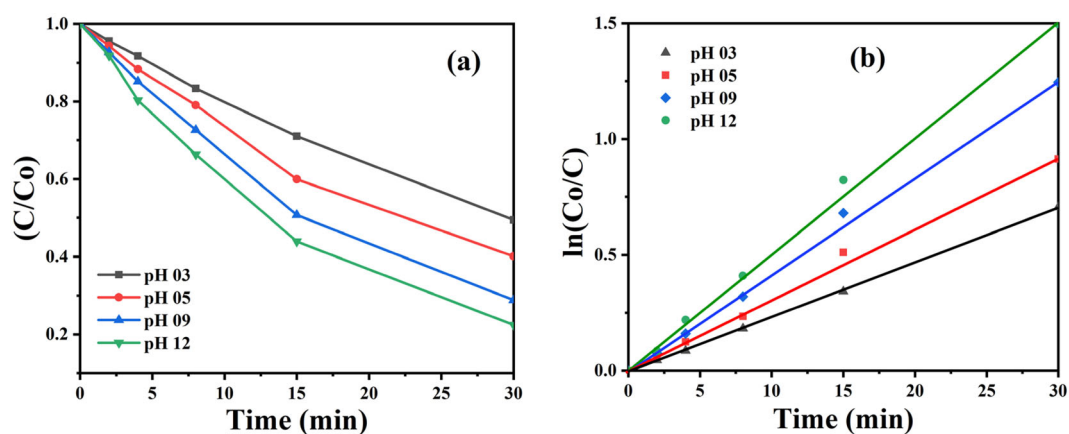 (a)
(C/Co)
1.0
0.8
0.6
0.4
0.2
pH 03
pH 05
pH 09
pH 12
0 5 10 15 20 25 30
Time (min)
(b)
ln(Co/C)
1.5
1.0
0.5
0.0
pH 03
pH 05
pH 09
pH 12
0 5 10 15 20 25 30
Time (min)